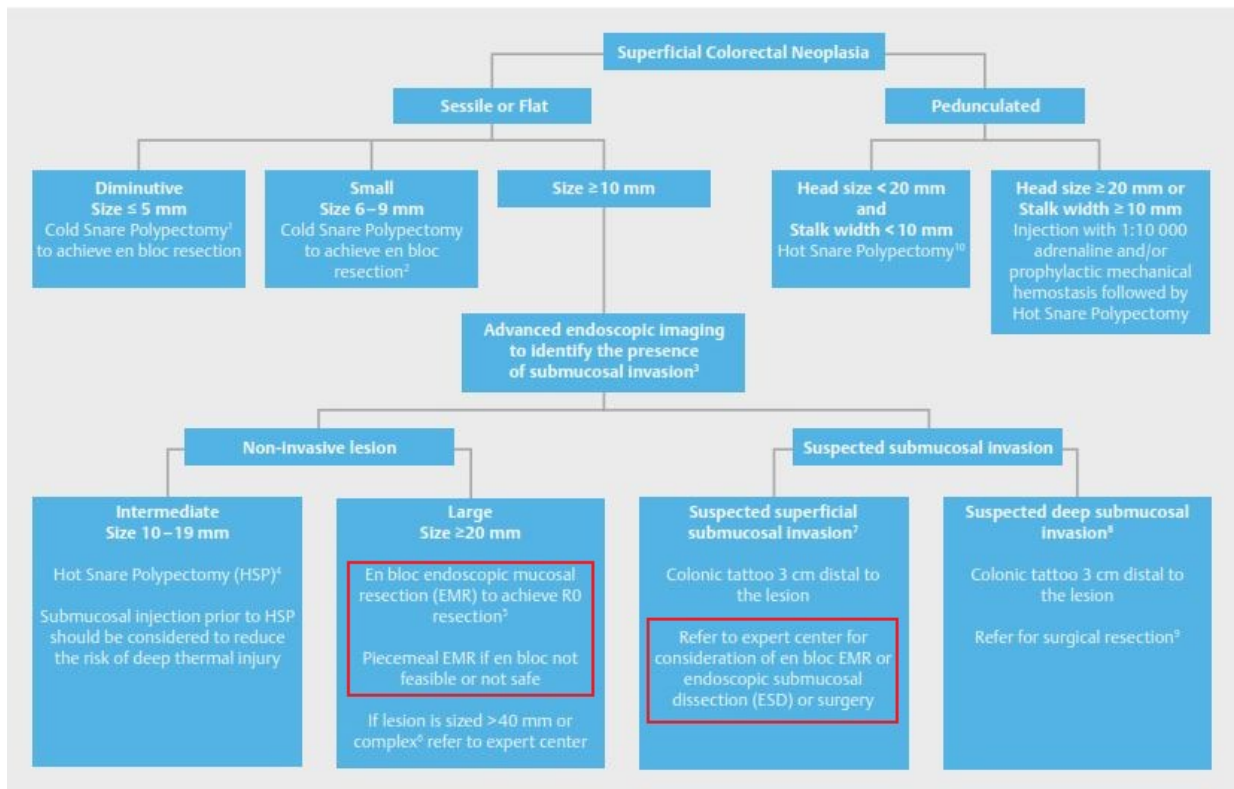 Superficial Colorectal Neoplasia
Sessile or Flat
Pedunculated
Diminutive
Size ≤ 5 mm
Cold Snare Polypectomy¹
to achieve en bloc resection
Small
Size 6–9 mm
Cold Snare Polypectomy
to achieve en bloc
resection²
Size ≥10 mm
Head size <20 mm
and
Stalk width <10 mm
Hot Snare Polypectomy¹⁰
Head size ≥20 mm or
Stalk width ≥10 mm
Injection with 1:10 000
adrenaline and/or
prophylactic mechanical
hemostasis followed by
Hot Snare Polypectomy
Advanced endoscopic imaging
to identify the presence
of submucosal invasion³
Non-invasive lesion
Suspected submucosal invasion
Intermediate
Size 10–19 mm
Hot Snare Polypectomy (HSP)⁴
Submucosal injection prior to HSP
should be considered to reduce
the risk of deep thermal injury
Large
Size ≥20 mm
En bloc endoscopic mucosal
resection (EMR) to achieve R0
resection⁵
Piecemeal EMR if en bloc not
feasible or not safe
If lesion is sized >40 mm or
complex⁶ refer to expert center
Suspected superficial
submucosal invasion⁷
Colonic tattoo 3 cm distal to
the lesion
Refer to expert center for
consideration of en bloc EMR or
endoscopic submucosal
dissection (ESD) or surgery
Suspected deep submucosal
invasion⁸
Colonic tattoo 3 cm distal to
the lesion
Refer for surgical resection⁹